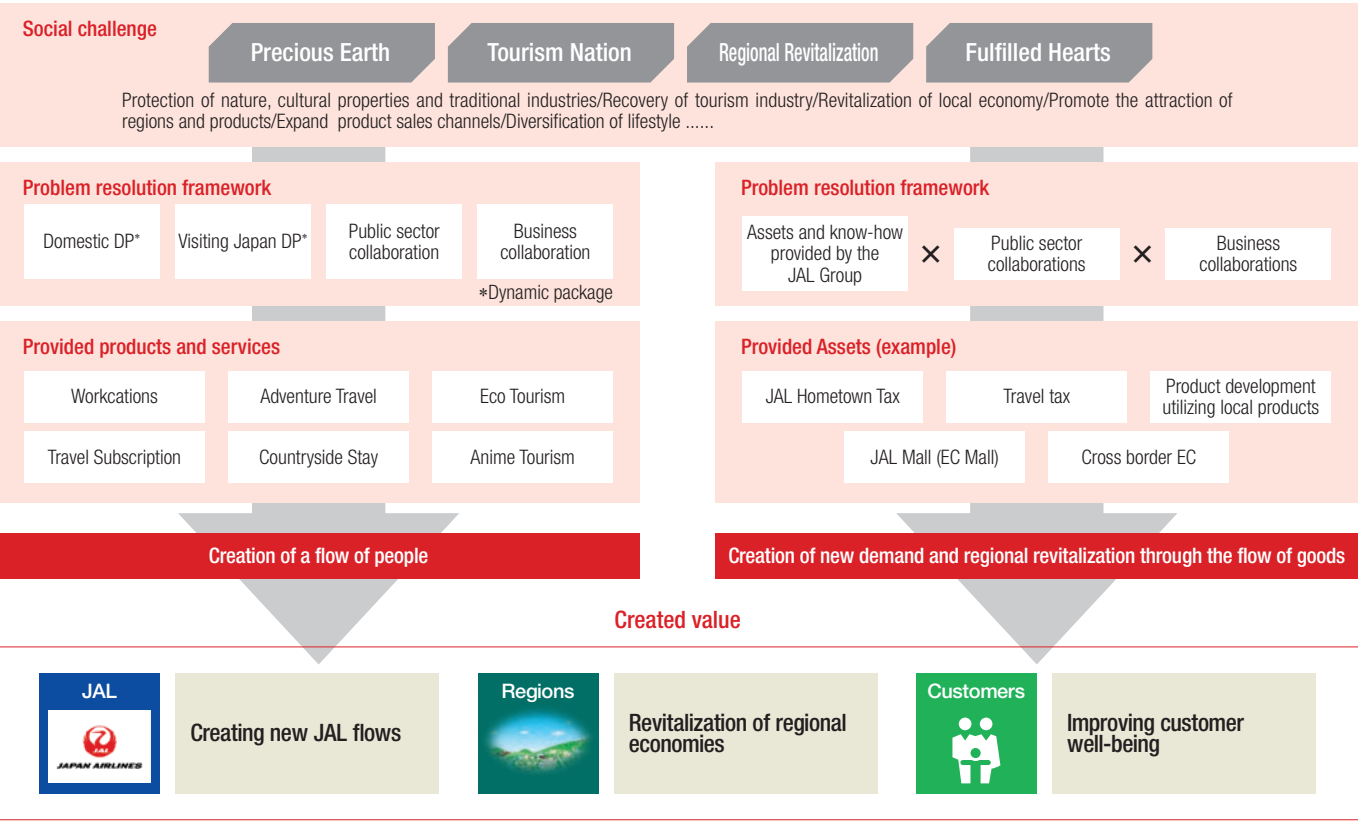 Social challenge
Precious Earth
Tourism Nation
Regional Revitalization
Fulfilled Hearts
Protection of nature, cultural properties and traditional industries/Recovery of tourism industry/Revitalization of local economy/Promote the attraction of
regions and products/Expand product sales channels/Diversification of lifestyle ......
Problem resolution framework
Domestic DP*
Visiting Japan DP*
Public sector
collaboration
Business
collaboration
*Dynamic package
Provided products and services
Workcations
Adventure Travel
Eco Tourism
Travel Subscription
Countryside Stay
Anime Tourism
Creation of a flow of people
Problem resolution framework
Assets and know-how
provided by the
JAL Group
×
Public sector
collaborations
×
Business
collaborations
Provided Assets (example)
JAL Hometown Tax
Travel tax
Product development
utilizing local products
JAL Mall (EC Mall)
Cross border EC
Creation of new demand and regional revitalization through the flow of goods
Created value
JAL
JAL
JAPAN AIRLINES
Creating new JAL flows
Regions
Revitalization of regional
economies
Customers
Improving customer
well-being